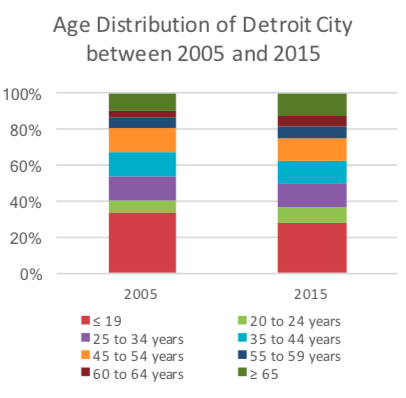 Age Distribution of Detroit City
between 2005 and 2015
100%
80%
60%
40%
20%
0%
2005 2015
≤ 19 20 to 24 years
25 to 34 years 35 to 44 years
45 to 54 years 55 to 59 years
60 to 64 years ≥ 65